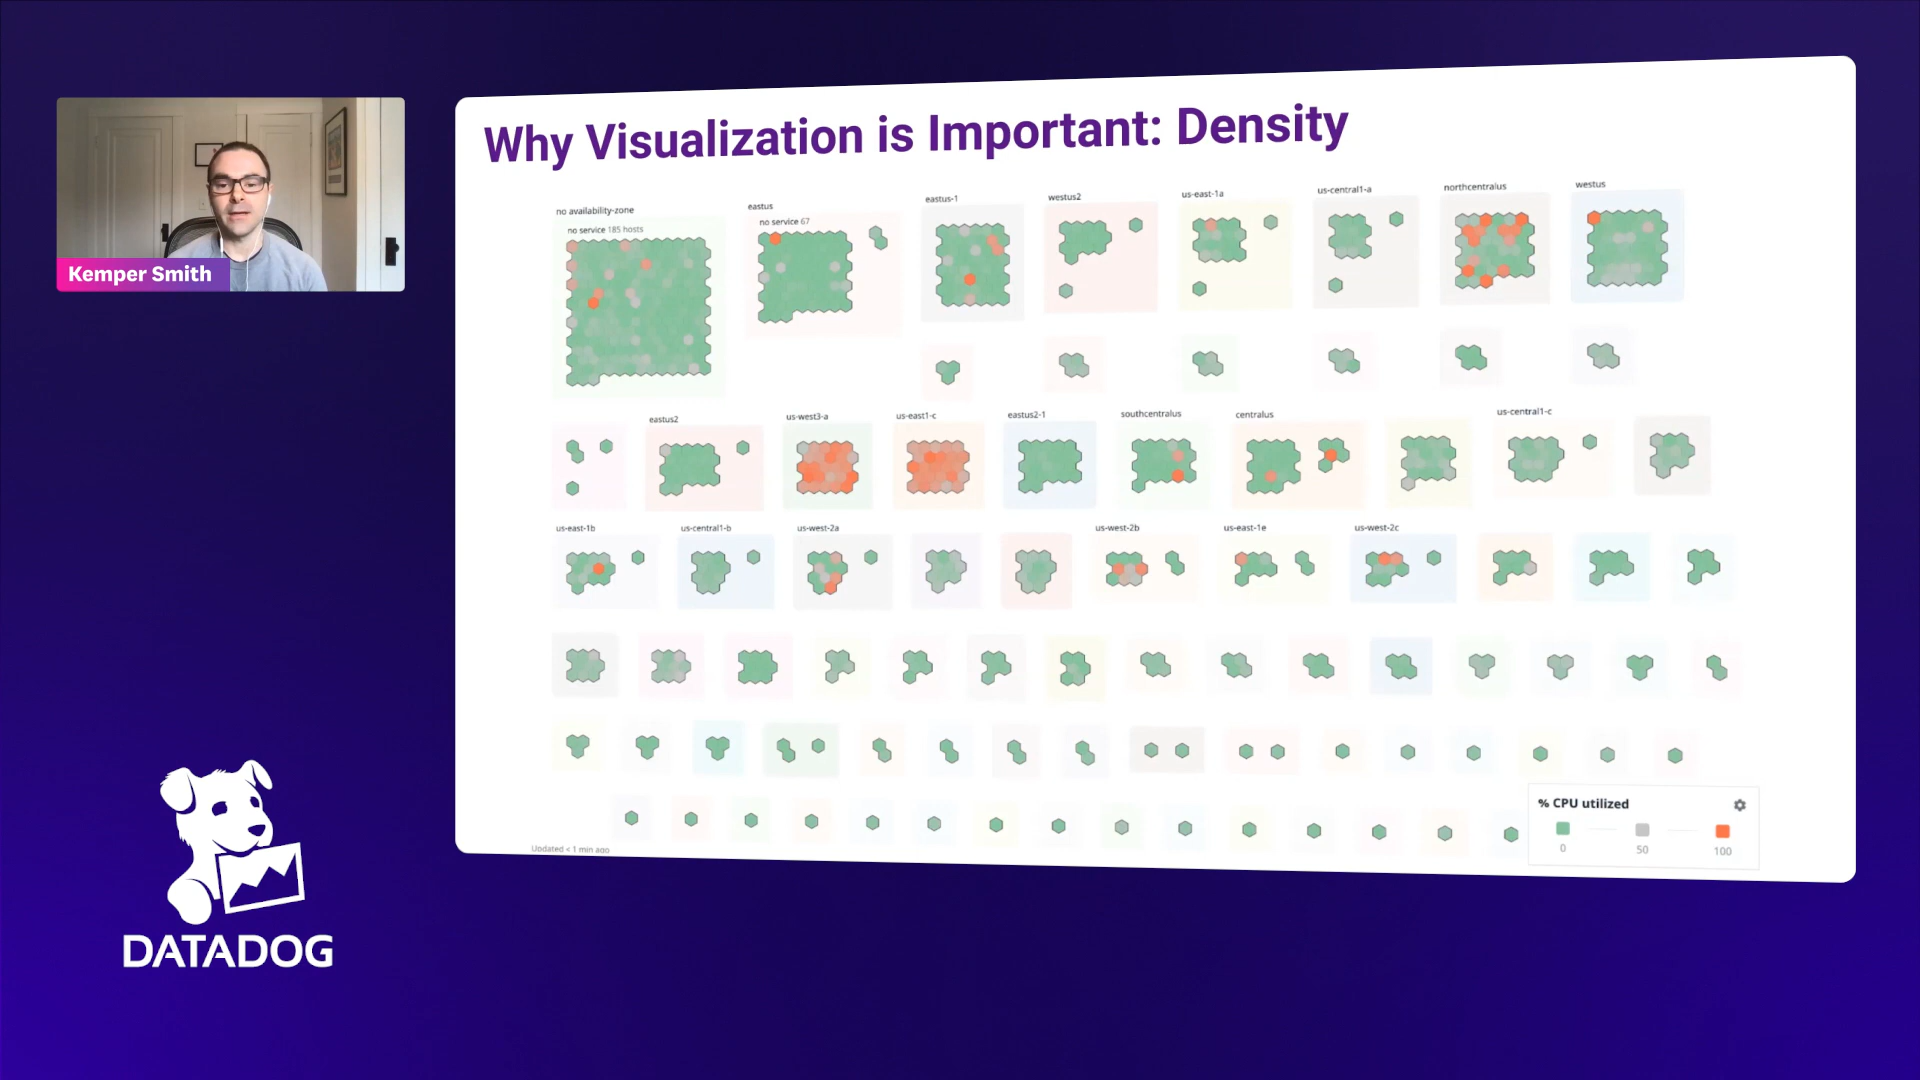 Kemper Smith
DATADOG
Why Visualization is Important: Density
no availability-zone
no service 185 hosts
eastus
no service 67
eastus-1
westus2
us-east-1a
us-central1-a
northcentralus
westus
eastus2
us-west3-a
us-east1-c
eastus2-1
southcentralus
centralus
us-central1-c
us-east-1b
us-central1-b
us-west-2a
us-west-2b
us-east-1e
us-west-2c
Updated < 1 min ago
% CPU utilized
0 50 100